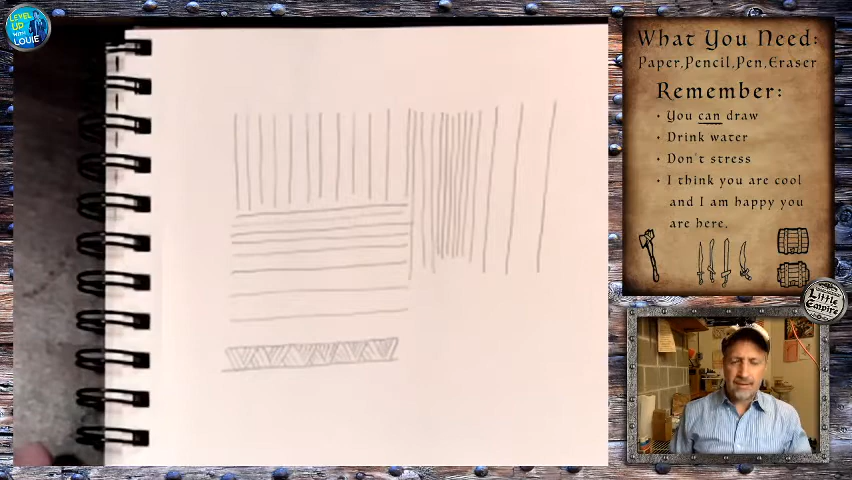 LEVEL
UP
WITH
LOUIE
What You Need:
Paper,Pencil,Pen,Eraser
Remember:
• You can draw
• Drink water
• Don't stress
• I think you are cool
and I am happy you
are here.
Little
Empire